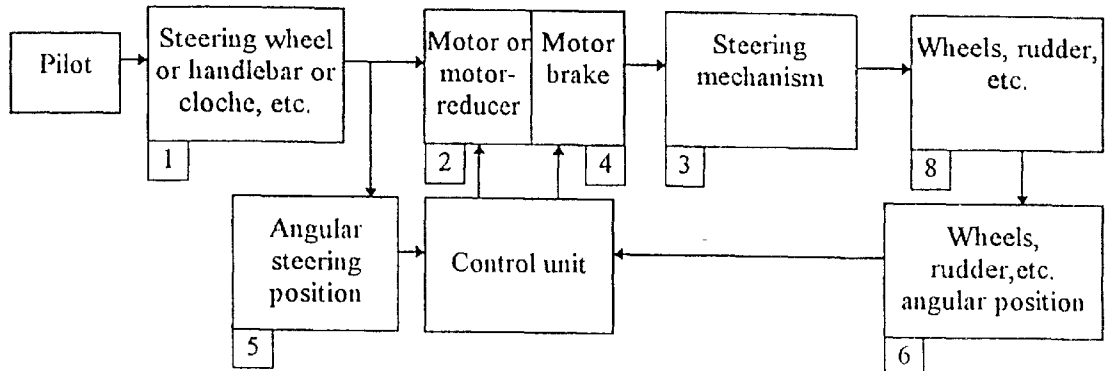 Pilot
Steering wheel
or handlebar or
cloche, etc.
1
Motor or
motor-
reducer
2
Motor
brake
4
Steering
mechanism
3
Wheels, rudder,
etc.
8
Angular
steering
position
5
Control unit
Wheels,
rudder,etc.
angular position
6